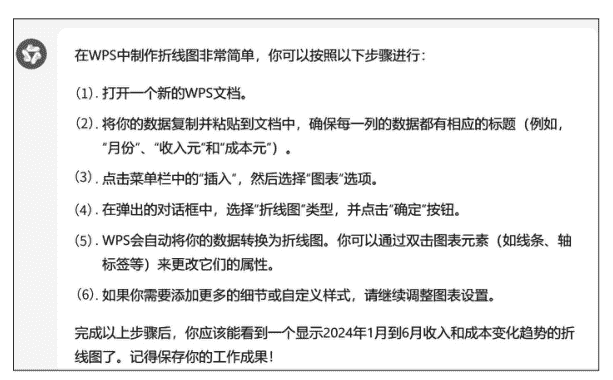 在WPS中制作折线图非常简单，你可以按照以下步骤进行：
(1). 打开一个新的WPS文档。
(2). 将你的数据复制并粘贴到文档中，确保每一列的数据都有相应的标题（例如，
“月份”、“收入元”和“成本元”）。
(3). 点击菜单栏中的“插入”，然后选择“图表”选项。
(4). 在弹出的对话框中，选择“折线图”类型，并点击“确定”按钮。
(5). WPS会自动将你的数据转换为折线图。你可以通过双击图表元素（如线条、轴
标签等）来更改它们的属性。
(6). 如果你需要添加更多的细节或自定义样式，请继续调整图表设置。
完成以上步骤后，你应该能看到一个显示2024年1月到6月收入和成本变化趋势的折
线图了。记得保存你的工作成果！